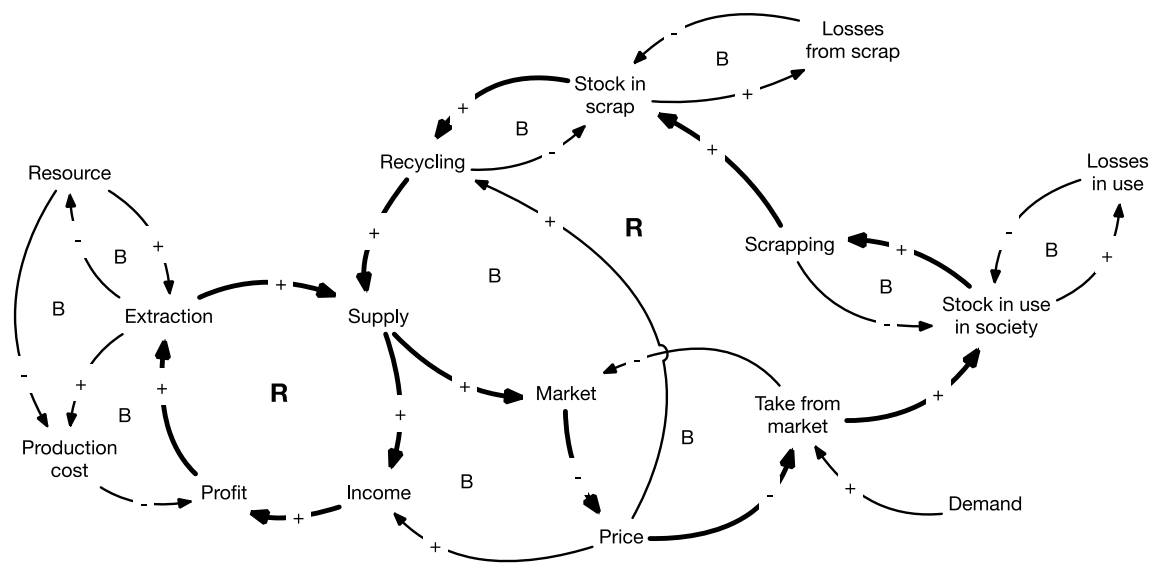 Losses
from scrap
-
B
Stock in
scrap
+
+
B
-
+
Recycling
Losses
in use
Resource
+
R
-
Scrapping
+
B
+
-
+
B
B
B
+
Stock in use
in society
B
Extraction
Supply
-
-
-
Market
Take from
market
+
+
+
R
+
+
B
B
Production
cost
B
-
-
-
Profit
+
Income
+
Demand
Price
+